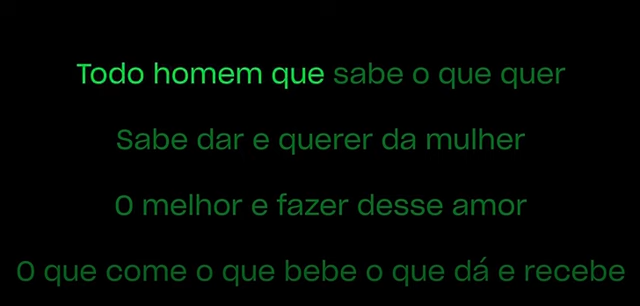 Todo homem que sabe o que quer
Sabe dar e querer da mulher
O melhor e fazer desse amor
O que come o que bebe o que dá e recebe